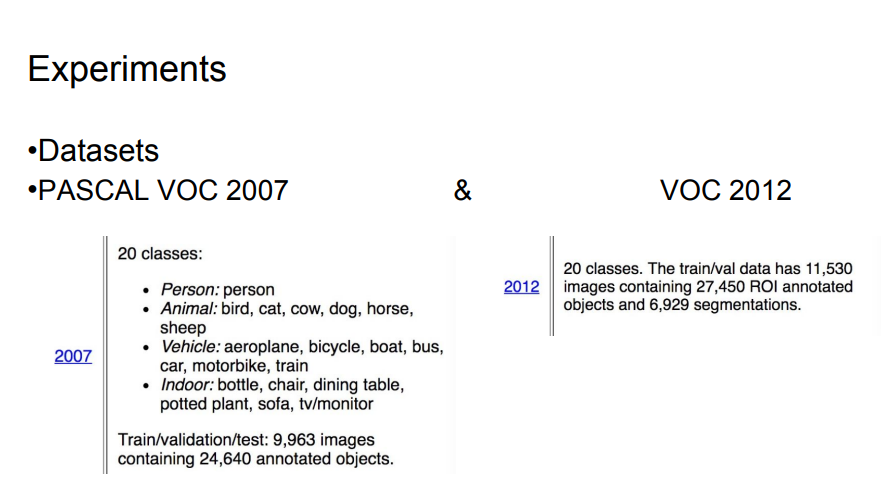 Experiments
•Datasets
•PASCAL VOC 2007 & VOC 2012
2007
20 classes:
• Person: person
• Animal: bird, cat, cow, dog, horse,
sheep
• Vehicle: aeroplane, bicycle, boat, bus,
car, motorbike, train
• Indoor: bottle, chair, dining table,
potted plant, sofa, tv/monitor
Train/validation/test: 9,963 images
containing 24,640 annotated objects.
2012
20 classes. The train/val data has 11,530
images containing 27,450 ROI annotated
objects and 6,929 segmentations.